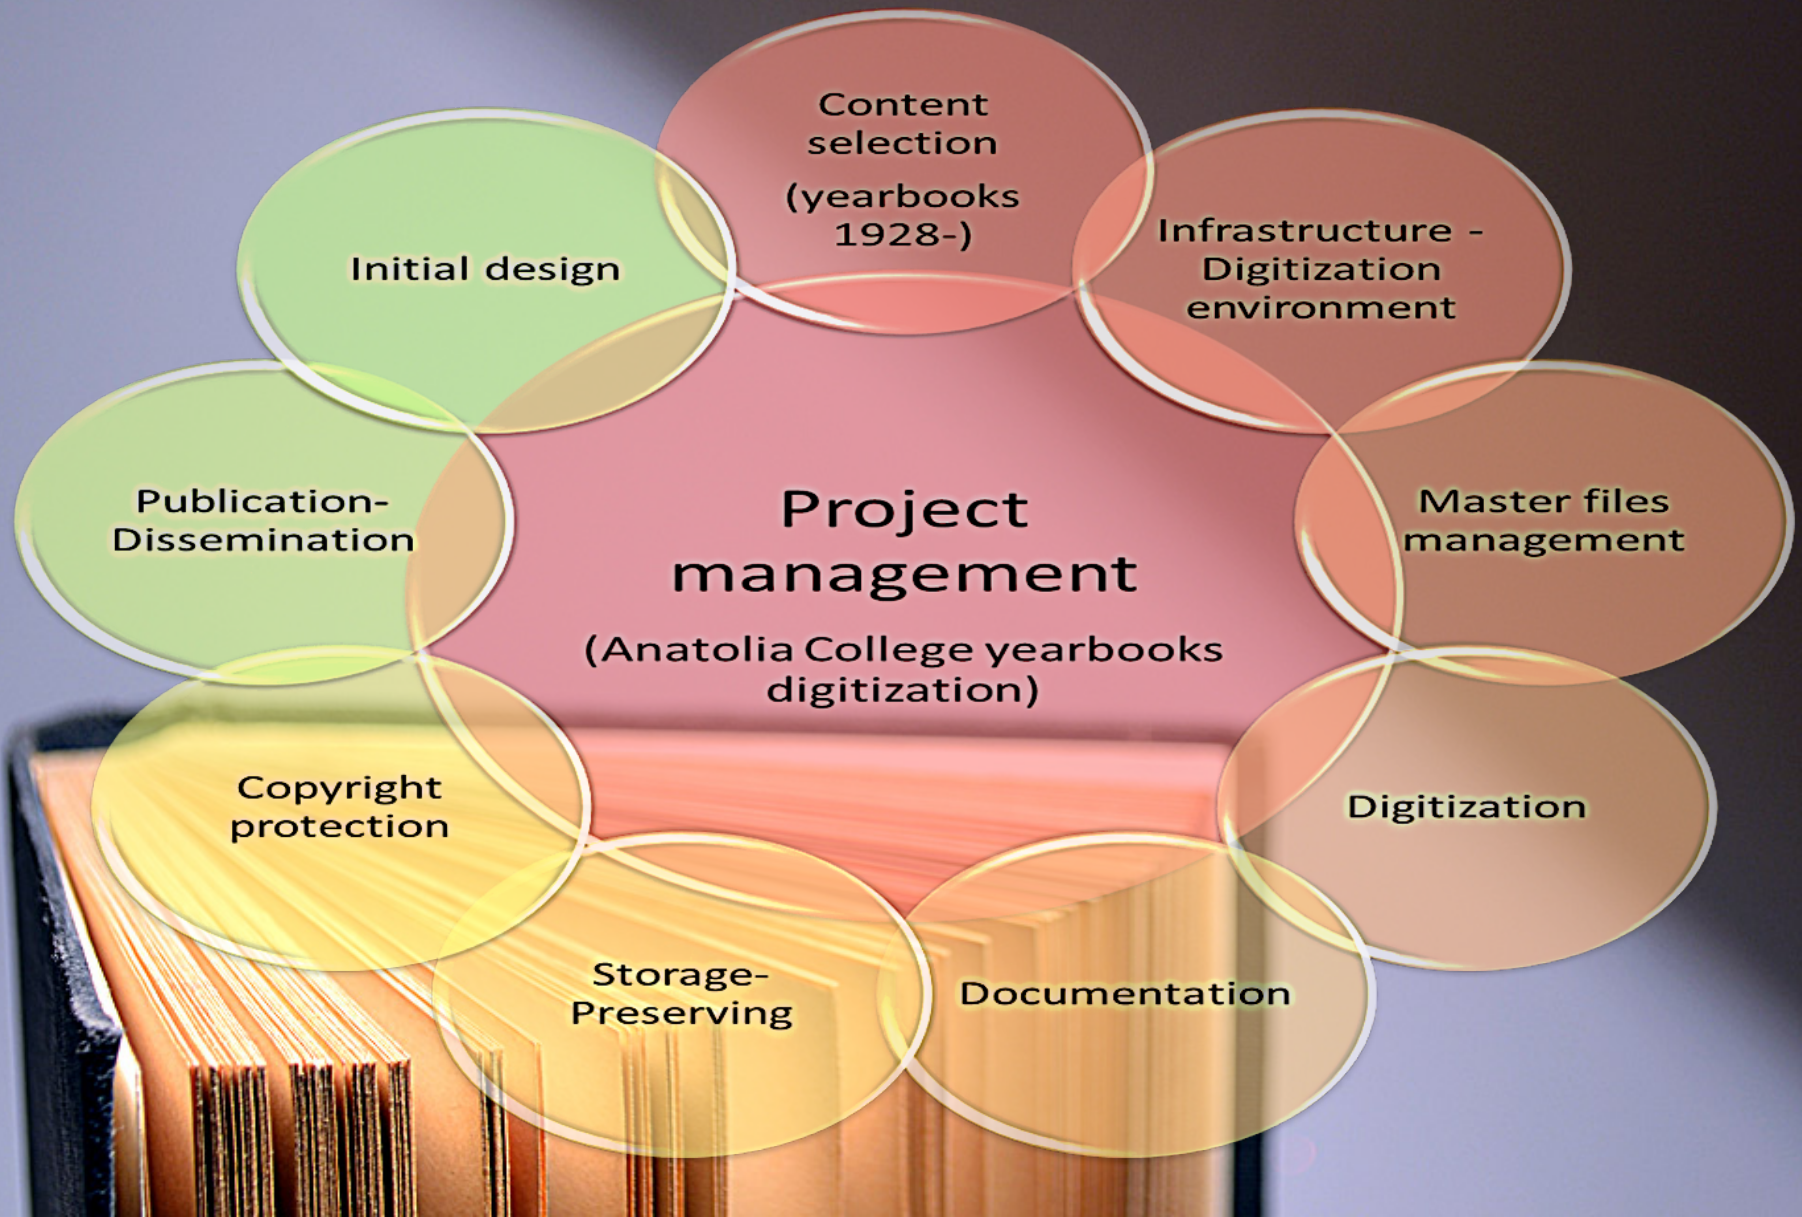 Content
selection
(yearbooks
1928-)
Infrastructure -
Digitization
environment
Master files
management
Digitization
Documentation
Storage-
Preserving
Copyright
protection
Publication-
Dissemination
Initial design
Project
management
(Anatolia College yearbooks
digitization)